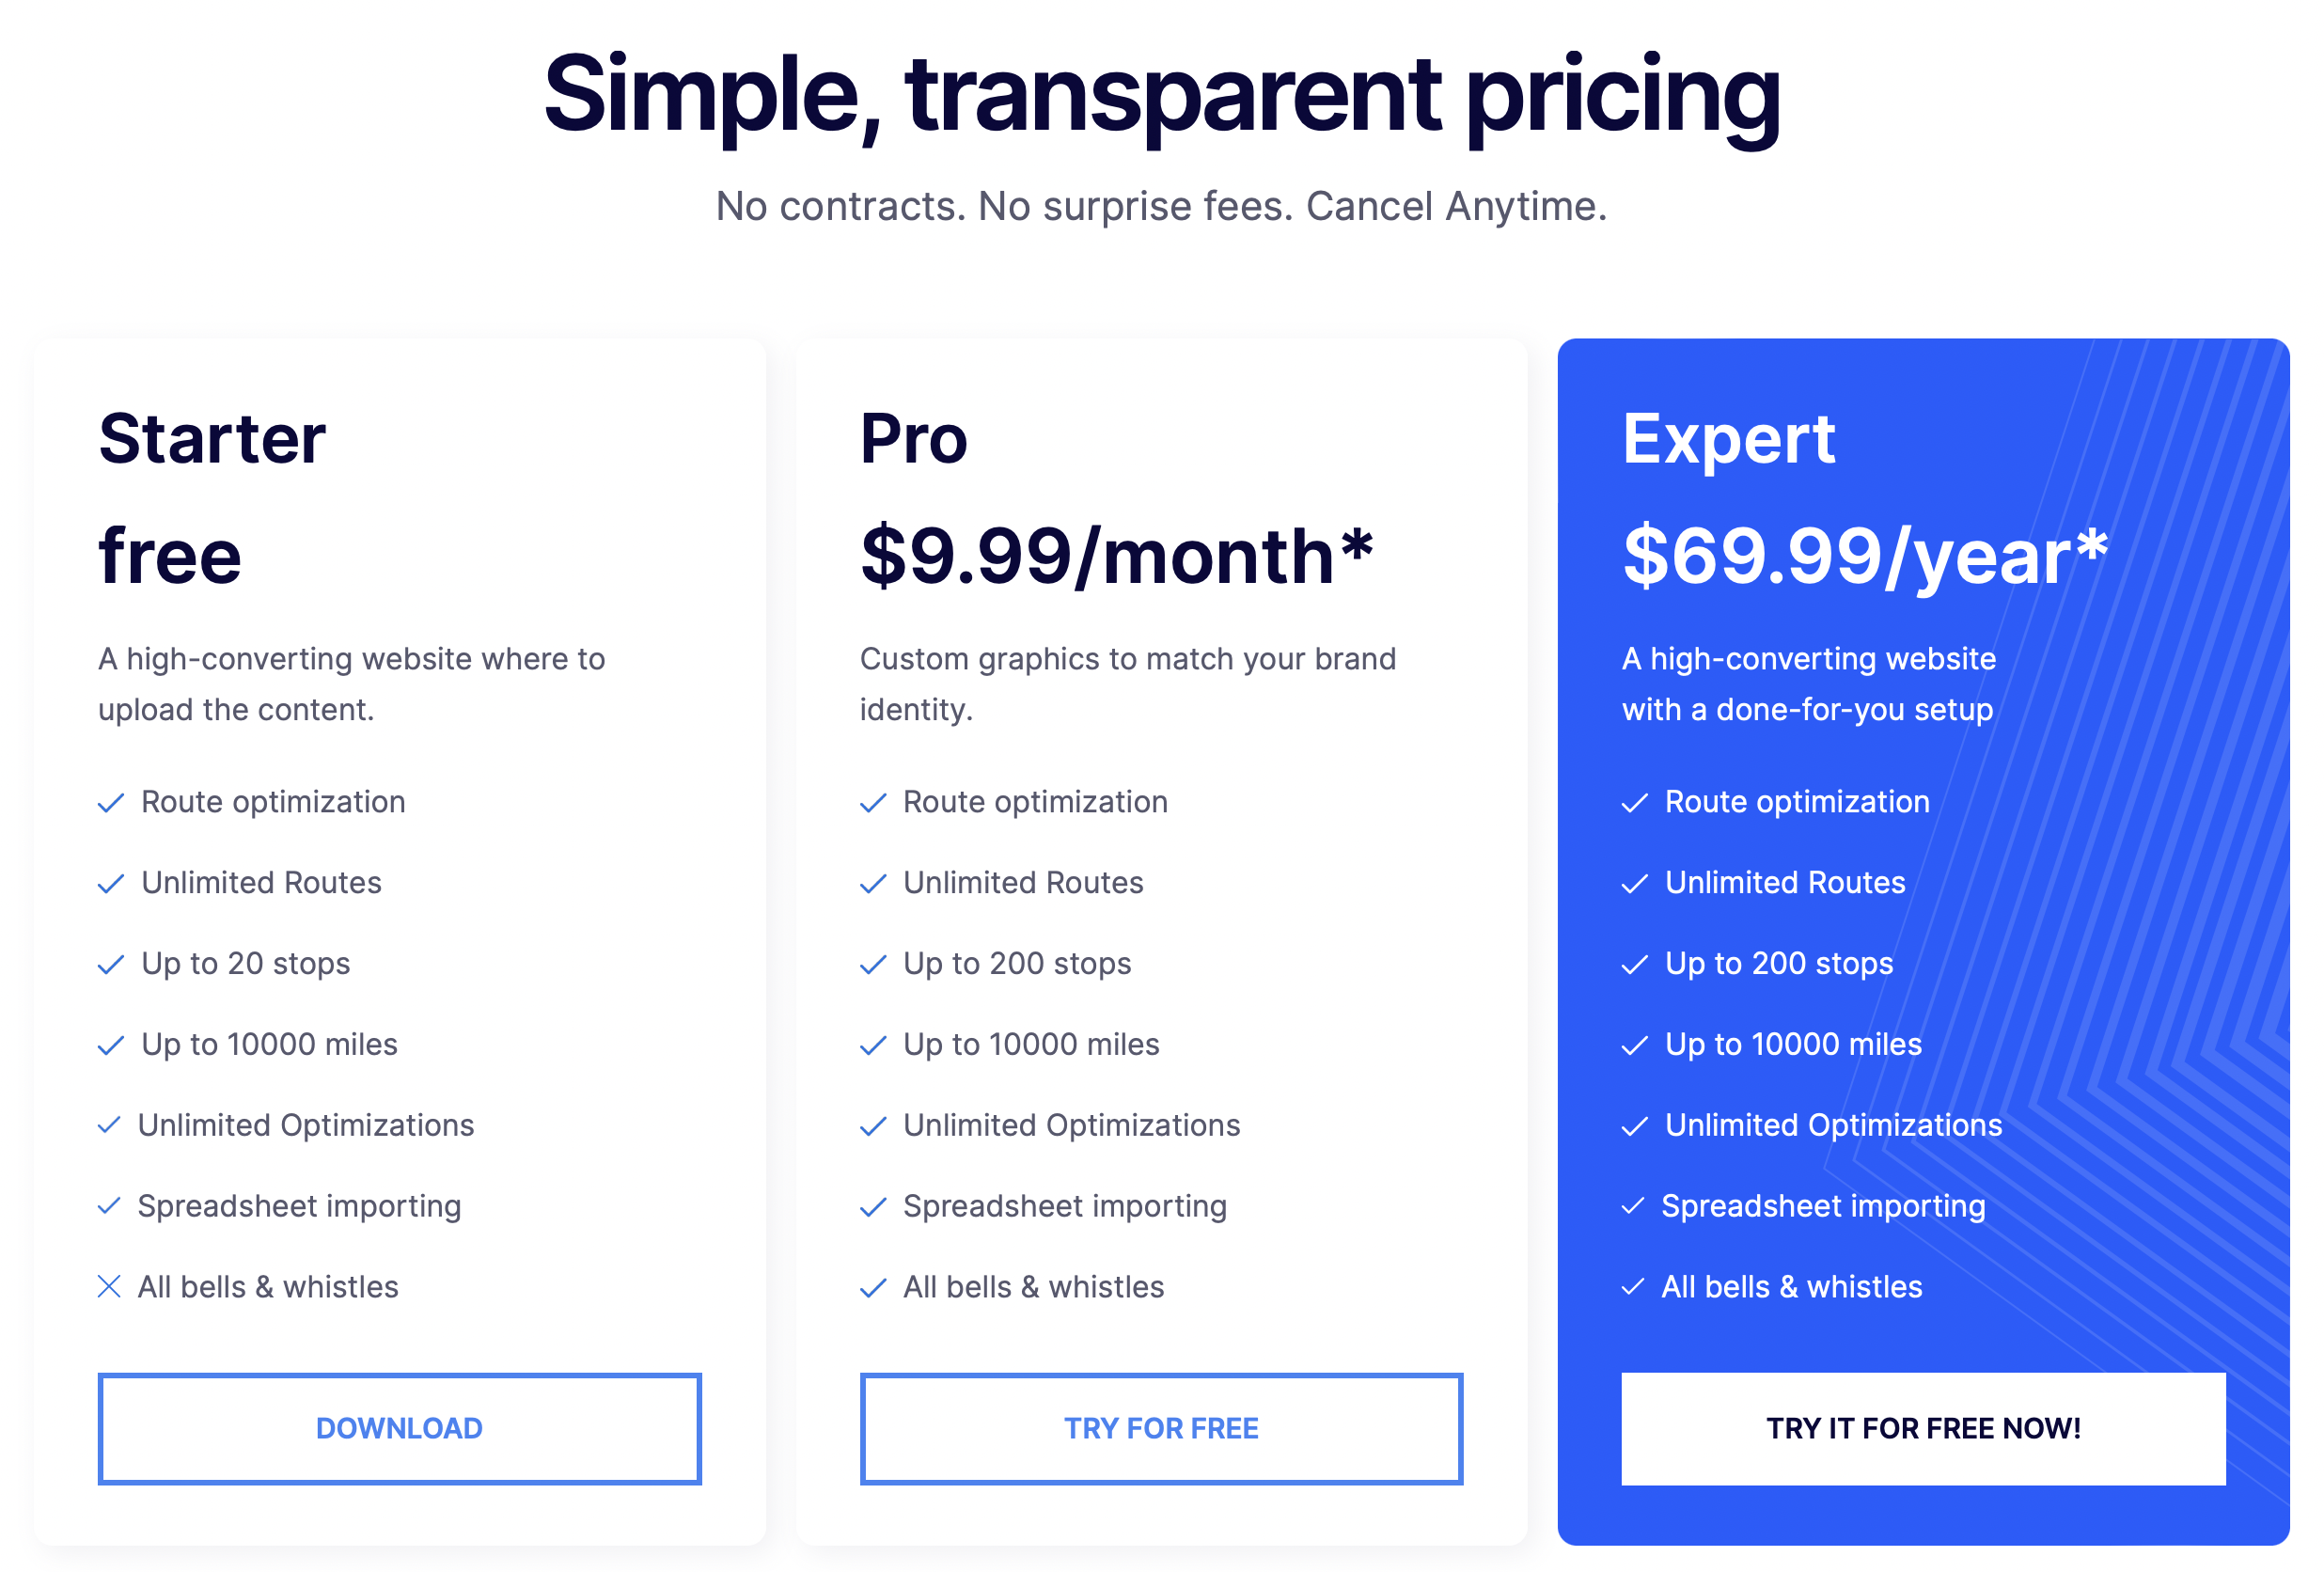 Simple, transparent pricing
No contracts. No surprise fees. Cancel Anytime.
Starter
free
A high-converting website where to
upload the content.
Route optimization
Unlimited Routes
Up to 20 stops
Up to 10000 miles
Unlimited Optimizations
Spreadsheet importing
All bells & whistles
DOWNLOAD
Pro
$9.99/month*
Custom graphics to match your brand
identity.
Route optimization
Unlimited Routes
Up to 200 stops
Up to 10000 miles
Unlimited Optimizations
Spreadsheet importing
All bells & whistles
TRY FOR FREE
Expert
$69.99/year*
A high-converting website
with a done-for-you setup
Route optimization
Unlimited Routes
Up to 200 stops
Up to 10000 miles
Unlimited Optimizations
Spreadsheet importing
All bells & whistles
TRY IT FOR FREE NOW!